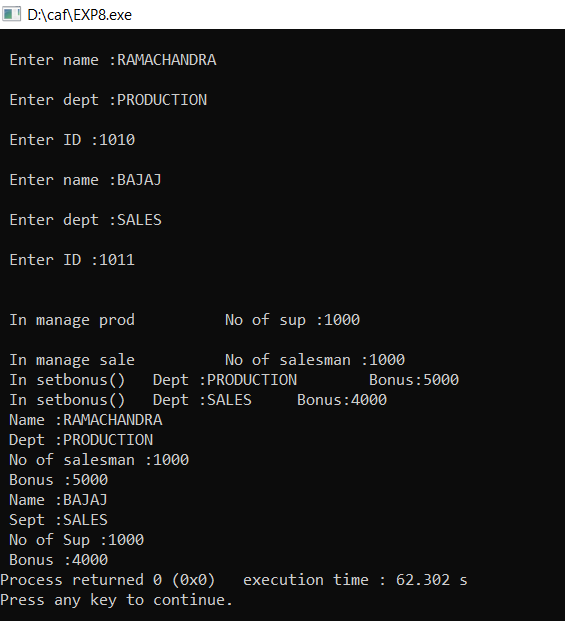 D:\caf\EXP8.exe
Enter name :RAMACHANDRA
Enter dept :PRODUCTION
Enter ID :1010
Enter name :BAJAJ
Enter dept :SALES
Enter ID :1011
In manage prod          No of sup :1000
In manage sale          No of salesman :1000
In setbonus()   Dept :PRODUCTION        Bonus:5000
In setbonus()   Dept :SALES     Bonus:4000
Name :RAMACHANDRA
Dept :PRODUCTION
No of salesman :1000
Bonus :5000
Name :BAJAJ
Sept :SALES
No of Sup :1000
Bonus :4000
Process returned 0 (0x0)   execution time : 62.302 s
Press any key to continue.